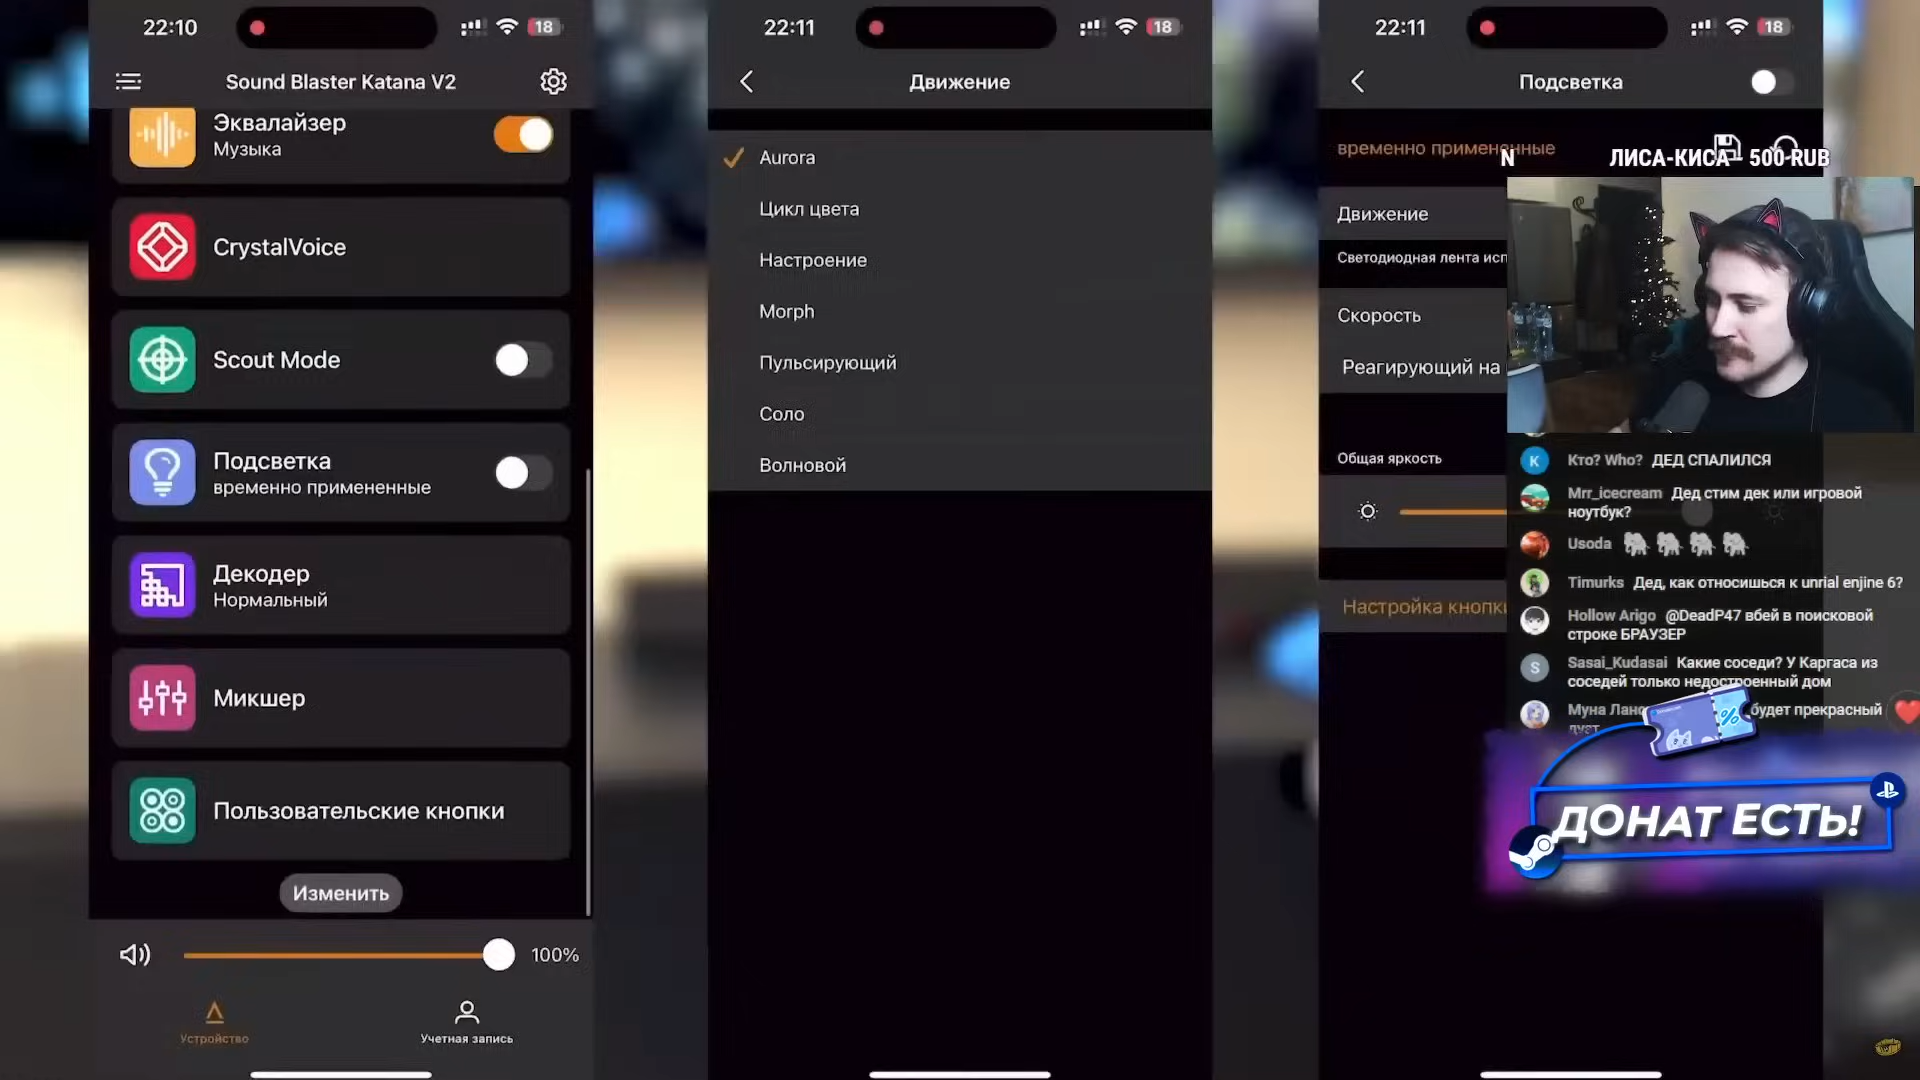 22:10
18
Sound Blaster Katana V2
Эквалайзер
Музыка
CrystalVoice
Scout Mode
Подсветка
временно примененные
Декодер
Нормальный
Микшер
Пользовательские кнопки
Изменить
100%
Устройство
Учетная запись
22:11
18
Движение
Aurora
Цикл цвета
Настроение
Morph
Пульсирующий
Соло
Волновой
22:11
18
Подсветка
временно примененные
N
ЛИСА-КИСА - 500 RUB
Движение
Светодиодная лента исп
Скорость
Реагирующий на
Общая яркость
Настройка кнопки
K
Кто? Who? ДЕД СПАЛИЛСЯ
Mrr_icecream Дед стим дек или игровой
ноутбук?
Usoda
Timurks Дед, как относишься к unrial enjine 6?
Hollow Arigo @DeadP47 вбей в поисковой
строке БРАУЗЕР
S
Sasai_Kudasai Какие соседи? У Каргаса из
соседей только недостроенный дом
Муна Лано будет прекрасный
дуэт
%
ДОНАТ ЕСТЬ!